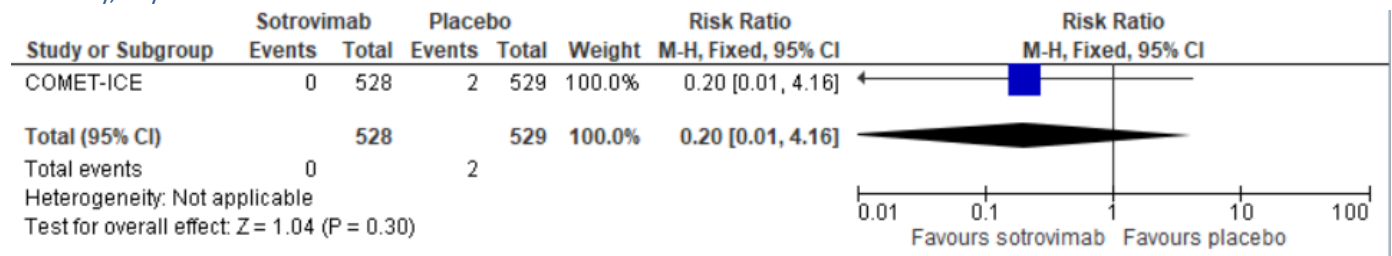 Sotrovimab Placebo Risk Ratio Risk Ratio
Study or Subgroup Events Total Events Total Weight M-H, Fixed, 95% CI M-H, Fixed, 95% CI
COMET-ICE 0 528 2 529 100.0% 0.20 [0.01, 4.16]
Total (95% CI) 528 529 100.0% 0.20 [0.01, 4.16]
Total events 0 2
Heterogeneity: Not applicable
Test for overall effect: Z = 1.04 (P = 0.30)
0.01 0.1 1 10 100
Favours sotrovimab Favours placebo